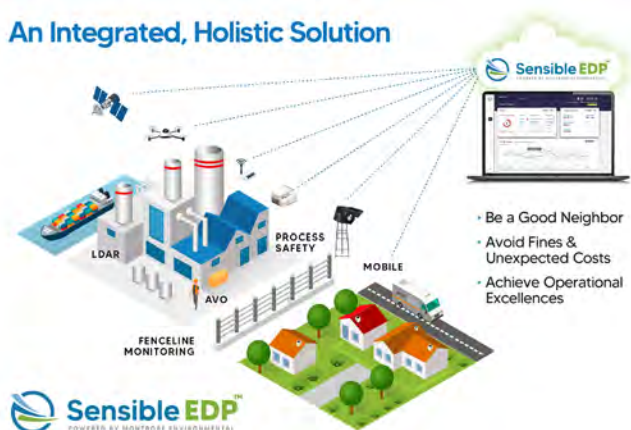 An Integrated, Holistic Solution
Sensible EDP
LDAR
PROCESS
SAFETY
AVO
MOBILE
FENCELINE
MONITORING
• Be a Good Neighbor
• Avoid Fines &
Unexpected Costs
• Achieve Operational
Excellences
Sensible EDP™
POWERED BY MONTROSE ENVIRONMENTAL